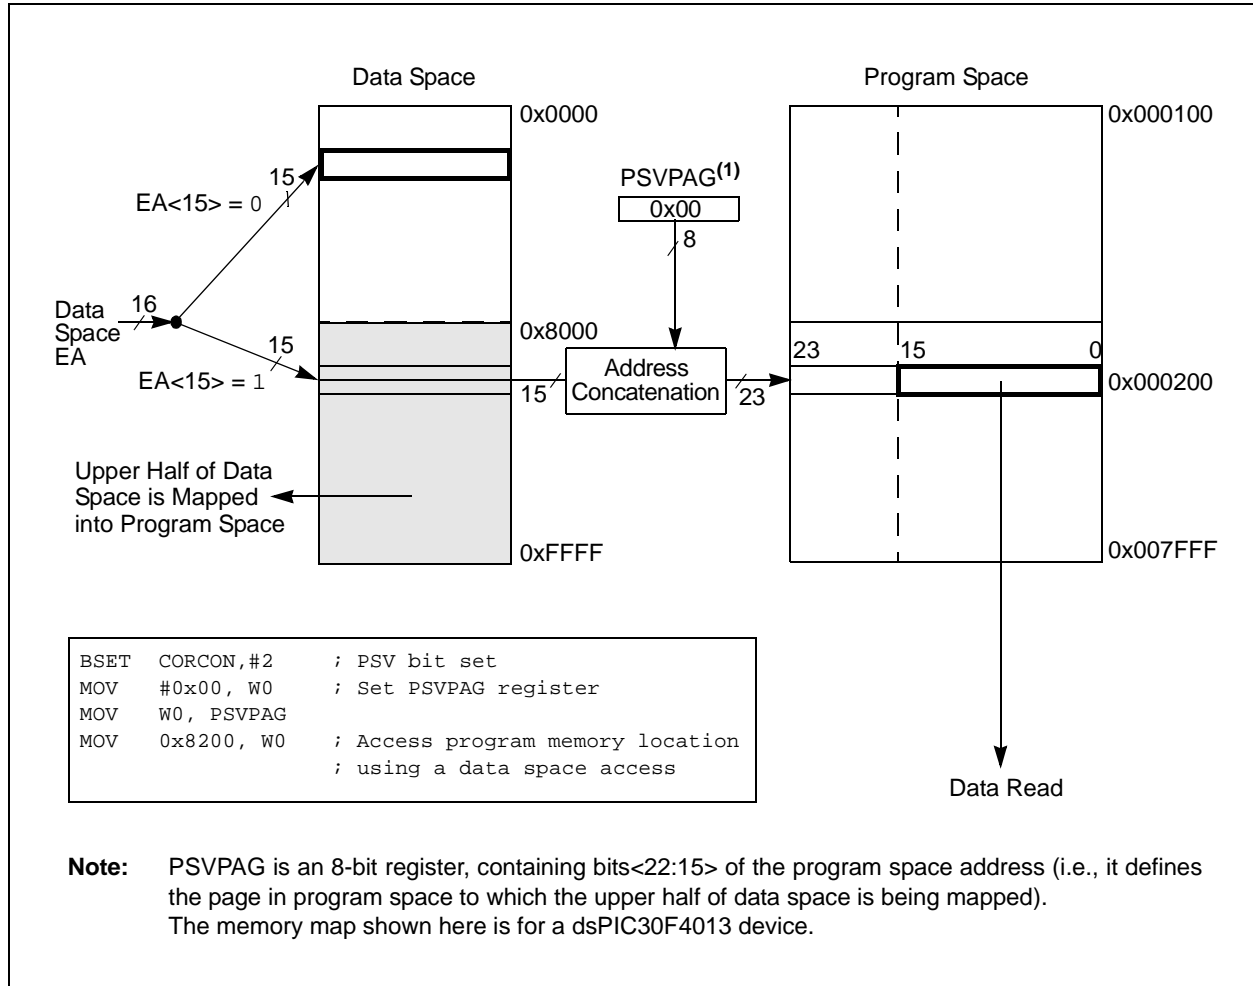 Data Space
Program Space
0x0000
0x000100
PSVPAG(1)
0x00
8
15
EA<15> = 0
16
Data
Space
EA
15
EA<15> = 1
0x8000
15
Address
Concatenation
23
23 15 0
0x000200
Upper Half of Data
Space is Mapped
into Program Space
0xFFFF
0x007FFF
BSET CORCON,#2 ; PSV bit set
MOV #0x00, W0 ; Set PSVPAG register
MOV W0, PSVPAG
MOV 0x8200, W0 ; Access program memory location
; using a data space access
Data Read
Note: PSVPAG is an 8-bit register, containing bits<22:15> of the program space address (i.e., it defines
the page in program space to which the upper half of data space is being mapped).
The memory map shown here is for a dsPIC30F4013 device.